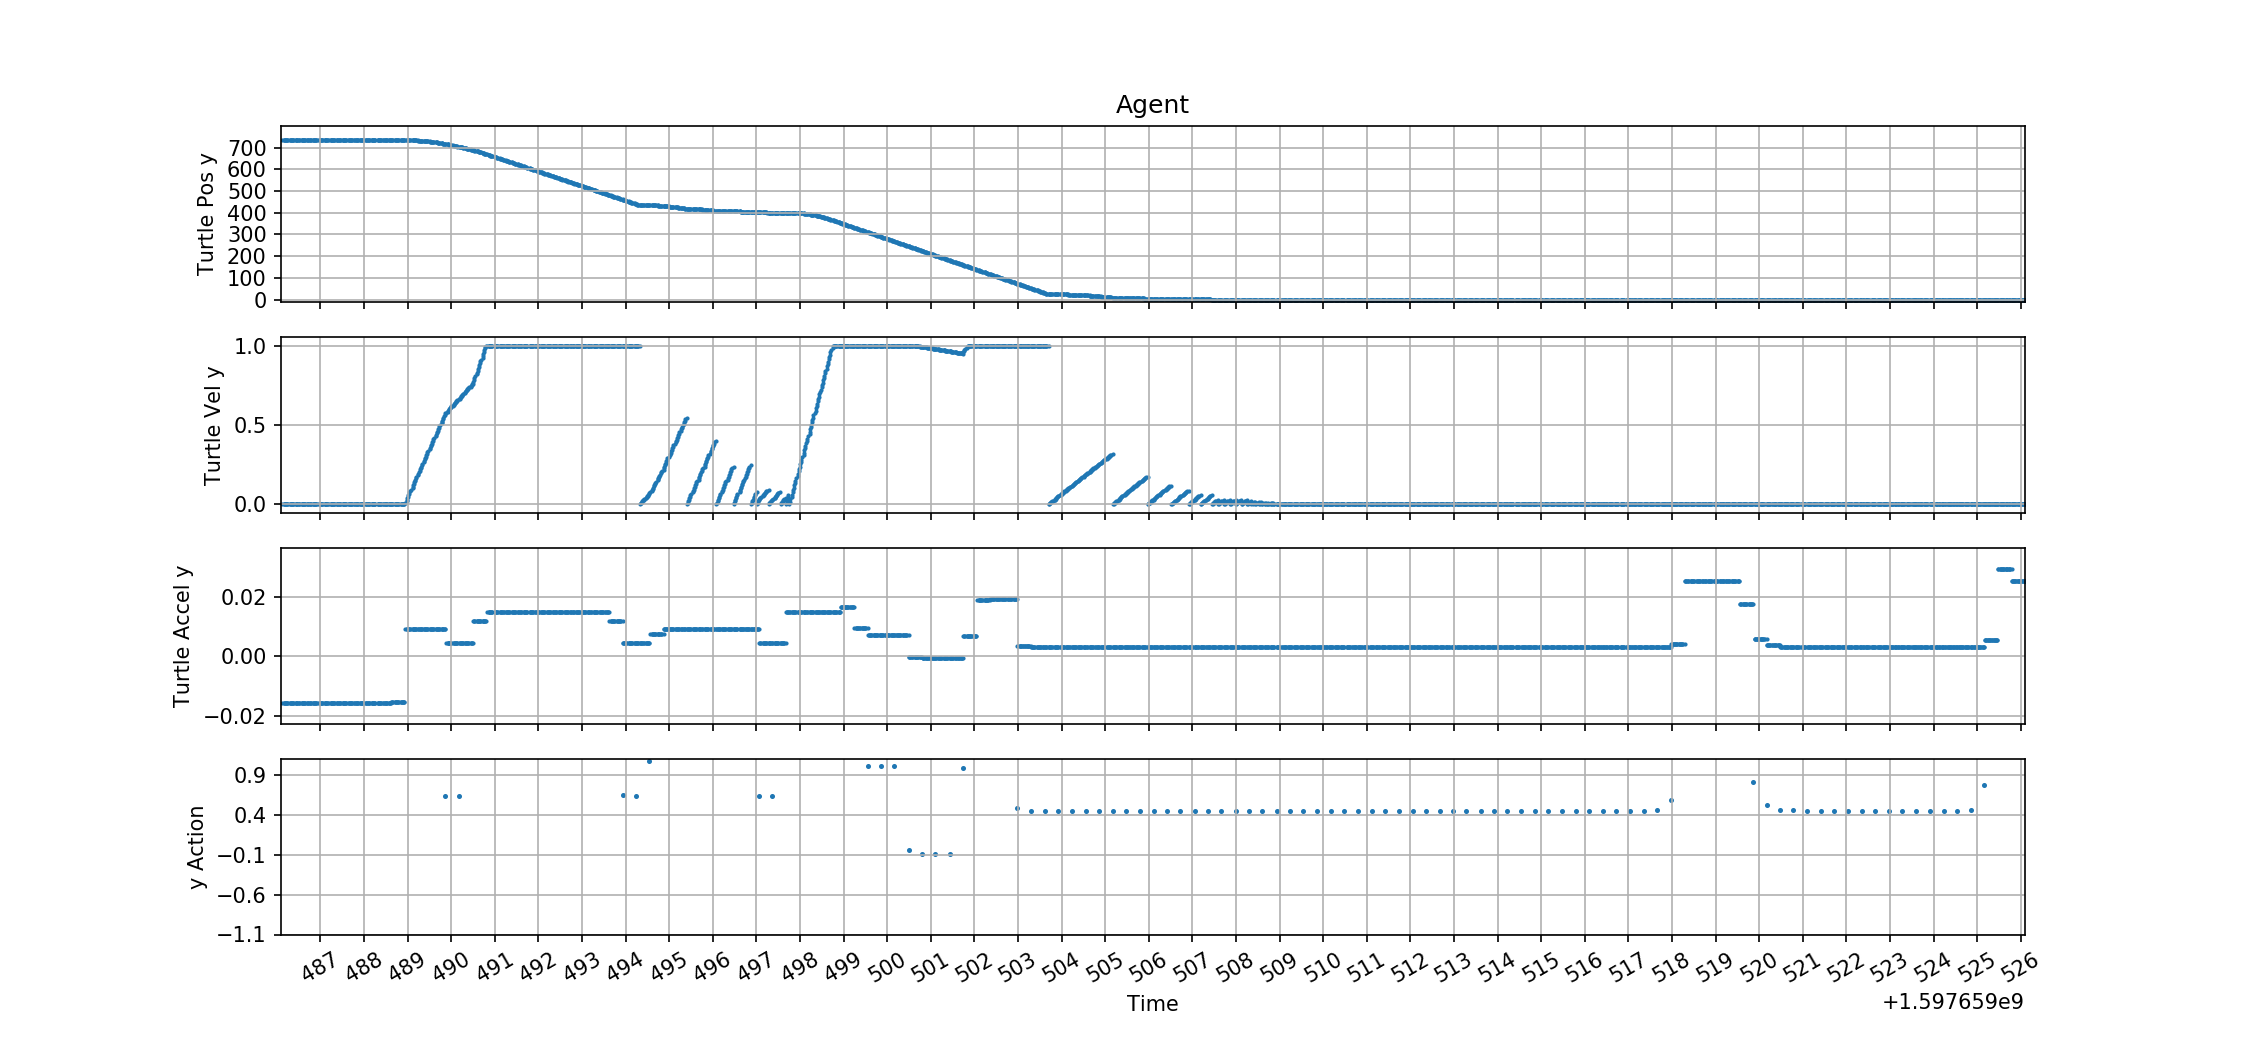 Agent
Turtle Pos y
700
600
500
400
300
200
100
0
Turtle Vel y
1.0
0.5
0.0
Turtle Accel y
0.02
0.00
−0.02
y Action
0.9
0.4
−0.1
−0.6
−1.1
487 488 489 490 491 492 493 494 495 496 497 498 499 500 501 502 503 504 505 506 507 508 509 510 511 512 513 514 515 516 517 518 519 520 521 522 523 524 525 526
Time
+1.597659e9